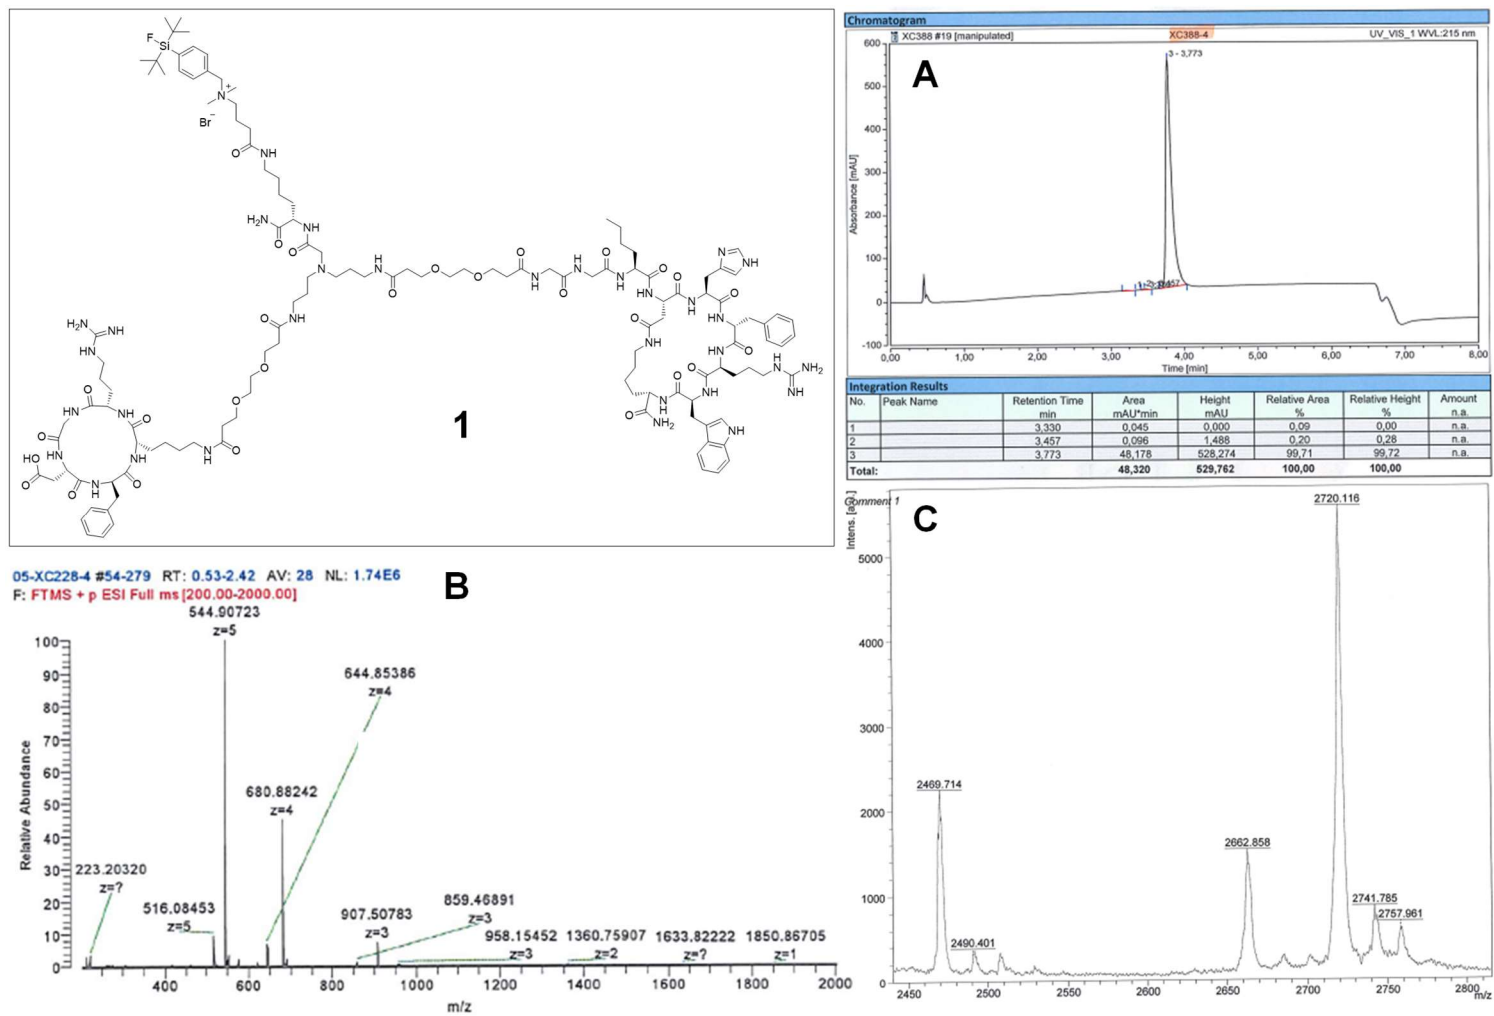 F
Si
N
+
Br
−
O
NH
H2N
O
NH
O
N
H
N
O
O
O
O
N
H
O
H
N
O
N
H
O
H
N
O
N
H
O
N
NH
O
NH
O
NH
O
NH
O
NH
O
H
N
NH2
NH
O
NH
O
NH2
NH
NH
O
O
O
O
N
H
H2N
NH
HN
O
HN
NH
O
NH
O
HN
O
NH
O
HO
O
1
Chromatogram
XC388 #19 [manipulated]
XC388-4
UV_VIS_1 WVL:215 nm
A
3 - 3,773
Absorbance [mAU]
600
500
400
300
200
100
0
-100
0,00 1,00 2,00 3,00 4,00 5,00 6,00 7,00 8,00
Time [min]
Integration Results
No. Peak Name Retention Time Area Height Relative Area Relative Height Amount
min mAU*min mAU % % n.a.
1 3,330 0,045 0,000 0,09 0,00 n.a.
2 3,457 0,096 1,488 0,20 0,28 n.a.
3 3,773 48,178 528,274 99,71 99,72 n.a.
Total: 48,320 529,762 100,00 100,00
05-XC228-4 #54-279 RT: 0.53-2.42 AV: 28 NL: 1.74E6
F: FTMS + p ESI Full ms [200.00-2000.00]
B
544.90723
z=5
644.85386
z=4
680.88242
z=4
223.20320
z=?
516.08453
z=5
907.50783
z=3
859.46891
z=3
958.15452
z=3
1360.75907
z=2
1633.82222
z=?
1850.86705
z=1
Relative Abundance
100
90
80
70
60
50
40
30
20
10
0
400 600 800 1000 1200 1400 1600 1800 2000
m/z
Comment 1
Intens. [a.u.]
C
2720.116
2469.714
2662.858
2741.785
2757.961
2490.401
5000
4000
3000
2000
1000
0
2450 2500 2550 2600 2650 2700 2750 2800
m/z